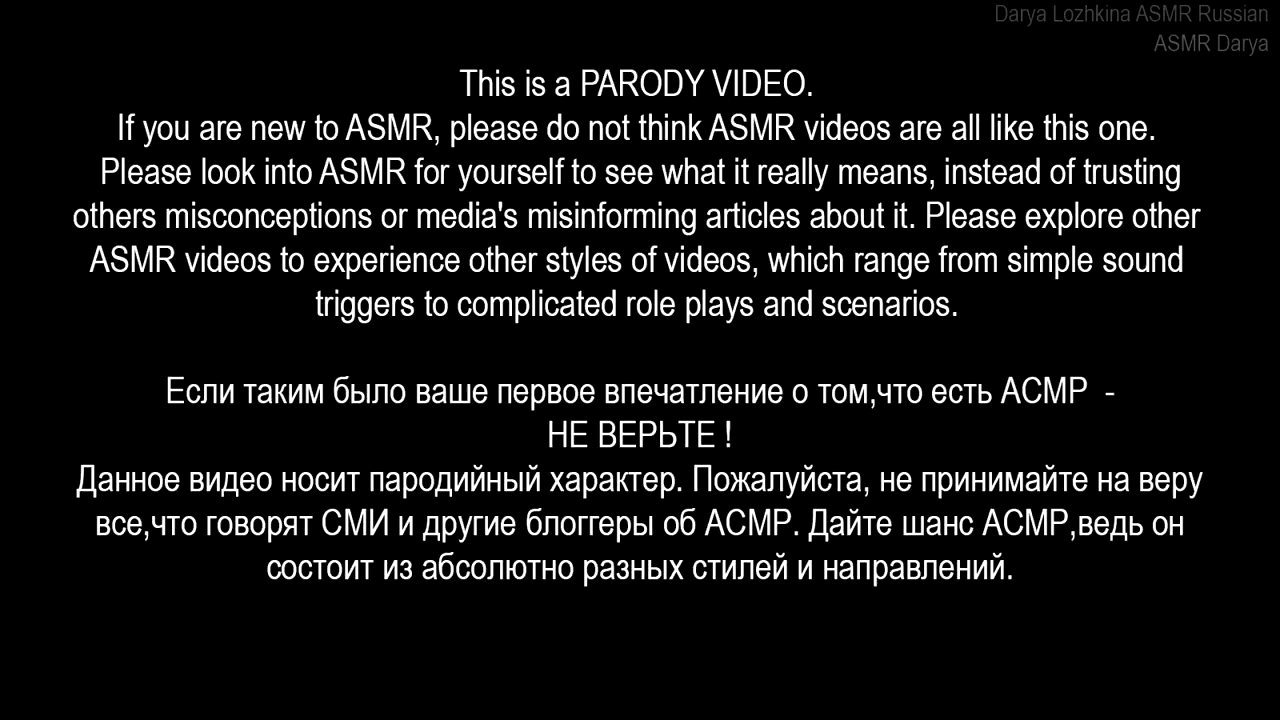 Darya Lozhkina ASMR Russian
ASMR Darya
This is a PARODY VIDEO.
If you are new to ASMR, please do not think ASMR videos are all like this one.
Please look into ASMR for yourself to see what it really means, instead of trusting
others misconceptions or media's misinforming articles about it. Please explore other
ASMR videos to experience other styles of videos, which range from simple sound
triggers to complicated role plays and scenarios.
Если таким было ваше первое впечатление о том,что есть АСМР -
НЕ ВЕРЬТЕ !
Данное видео носит пародийный характер. Пожалуйста, не принимайте на веру
все,что говорят СМИ и другие блоггеры об АСМР. Дайте шанс АСМР,ведь он
состоит из абсолютно разных стилей и направлений.